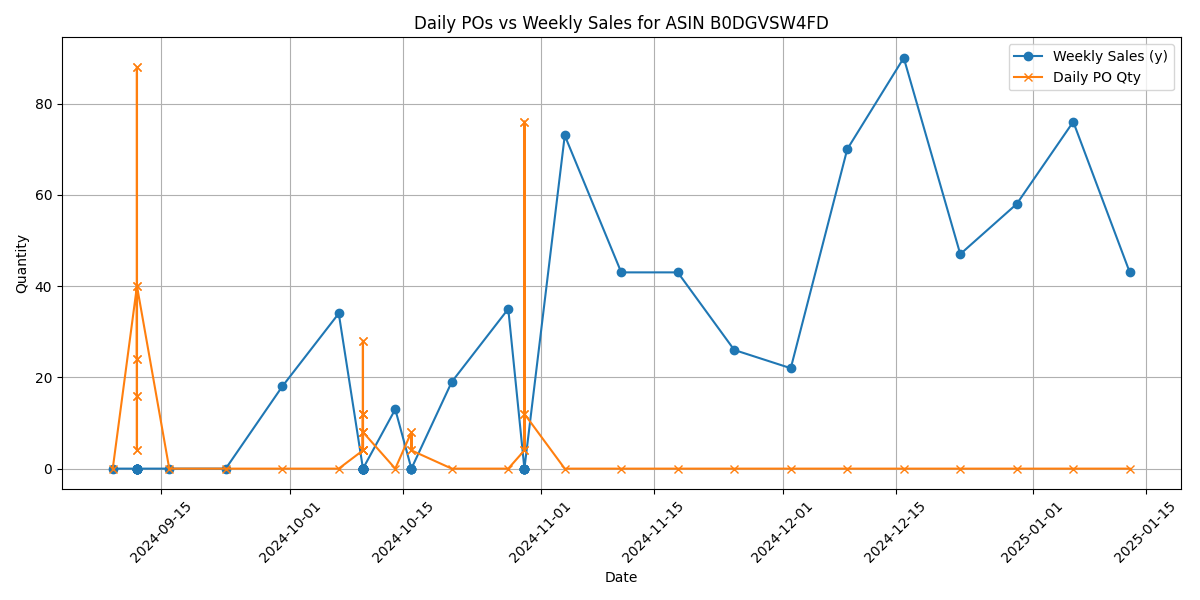 Daily POs vs Weekly Sales for ASIN B0DGVSW4FD
Weekly Sales (y)
Daily PO Qty
Quantity
80
60
40
20
0
2024-09-15
2024-10-01
2024-10-15
2024-11-01
2024-11-15
2024-12-01
2024-12-15
2025-01-01
2025-01-15
Date